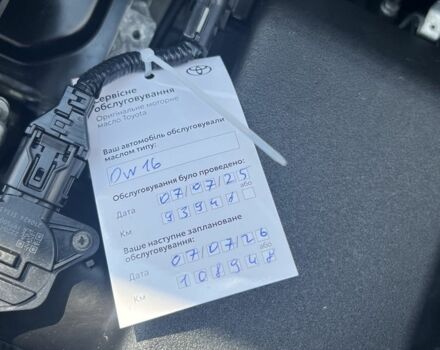 Сервісне
обслуговування
Оригінальне моторне
масло Toyota
Ваш автомобіль обслуговували
маслом типу:
0W16
Обслуговування було проведено:
Дата 07/07/25 або
Км 93948
Ваше наступне заплановане
обслуговування:
Дата 07/07/26 або
Км 108948